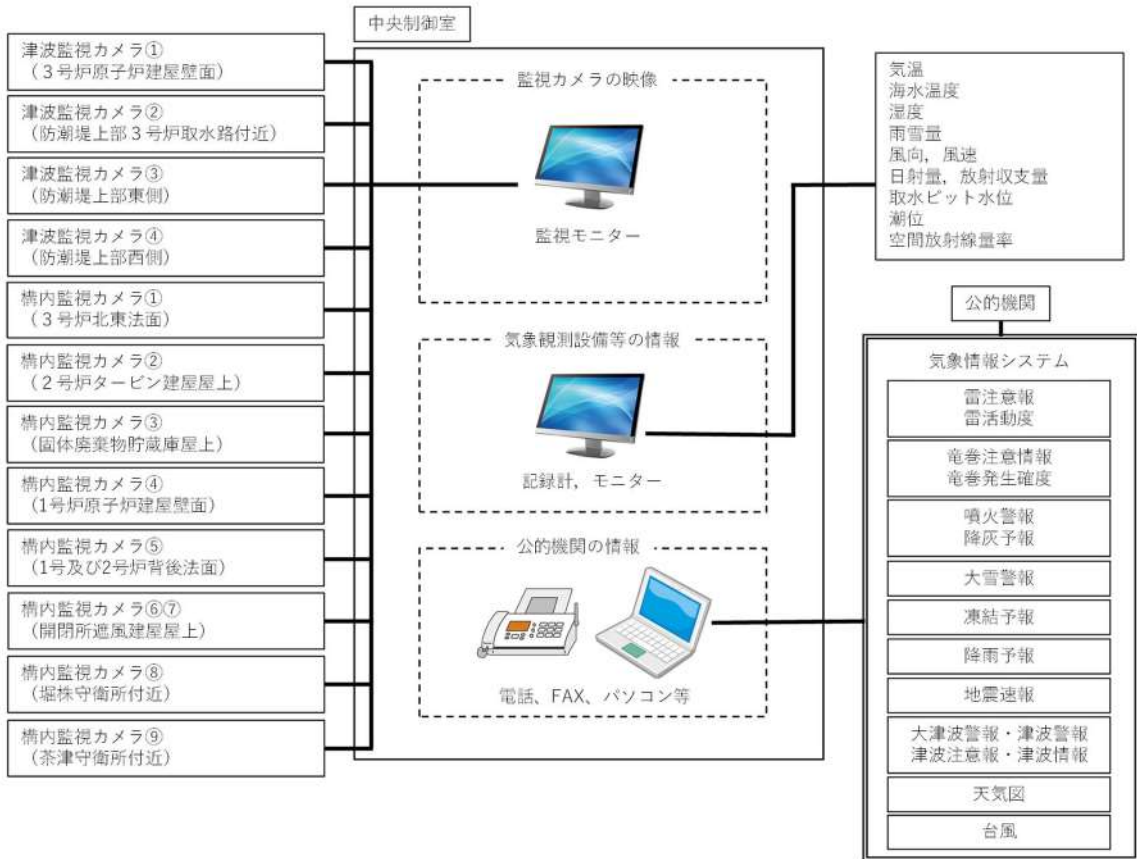 中央制御室
津波監視カメラ①
（３号炉原子炉建屋壁面）
津波監視カメラ②
（防潮堤上部３号炉取水路付近）
津波監視カメラ③
（防潮堤上部東側）
津波監視カメラ④
（防潮堤上部西側）
構内監視カメラ①
（３号炉北東法面）
構内監視カメラ②
（２号炉タービン建屋屋上）
構内監視カメラ③
（固体廃棄物貯蔵庫屋上）
構内監視カメラ④
（1号炉原子炉建屋壁面）
構内監視カメラ⑤
（1号及び2号炉背後法面）
構内監視カメラ⑥⑦
（開閉所遮風建屋屋上）
構内監視カメラ⑧
（堀株守衛所付近）
構内監視カメラ⑨
（茶津守衛所付近）
監視カメラの映像
監視モニター
気象観測設備等の情報
記録計，モニター
公的機関の情報
電話、FAX、パソコン等
気温
海水温度
湿度
雨雪量
風向，風速
日射量，放射収支量
取水ピット水位
潮位
空間放射線量率
公的機関
気象情報システム
雷注意報
雷活動度
竜巻注意情報
竜巻発生確度
噴火警報
降灰予報
大雪警報
凍結予報
降雨予報
地震速報
大津波警報・津波警報
津波注意報・津波情報
天気図
台風